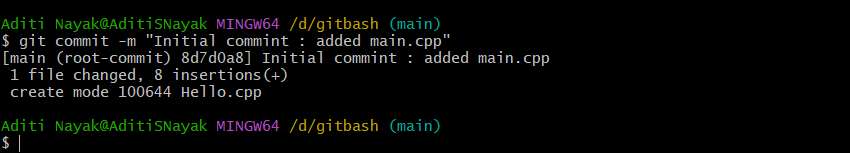 Aditi Nayak@AditiSNayak MINGW64 /d/gitbash (main)
$ git commit -m "Initial commint : added main.cpp"
[main (root-commit) 8d7d0a8] Initial commint : added main.cpp
 1 file changed, 8 insertions(+)
 create mode 100644 Hello.cpp
Aditi Nayak@AditiSNayak MINGW64 /d/gitbash (main)
$